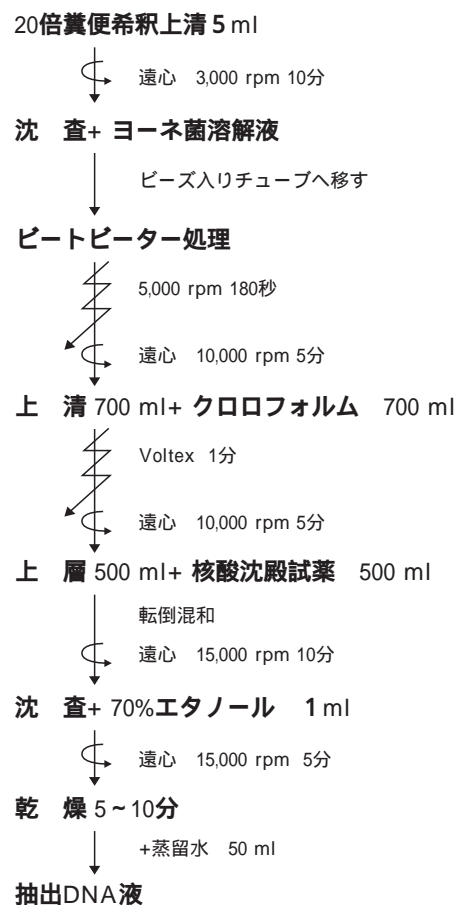 20倍糞便希釈上清 5 ml
遠心 3,000 rpm 10分
沈 査+ ヨーネ菌溶解液
ビーズ入りチューブへ移す
ビートビーター処理
5,000 rpm 180秒
遠心 10,000 rpm 5分
上 清 700 ml+ クロロフォルム 700 ml
Voltex 1分
遠心 10,000 rpm 5分
上 層 500 ml+ 核酸沈殿試薬 500 ml
転倒混和
遠心 15,000 rpm 10分
沈 査+ 70%エタノール 1 ml
遠心 15,000 rpm 5分
乾 燥 5~10分
+蒸留水 50 ml
抽出DNA液